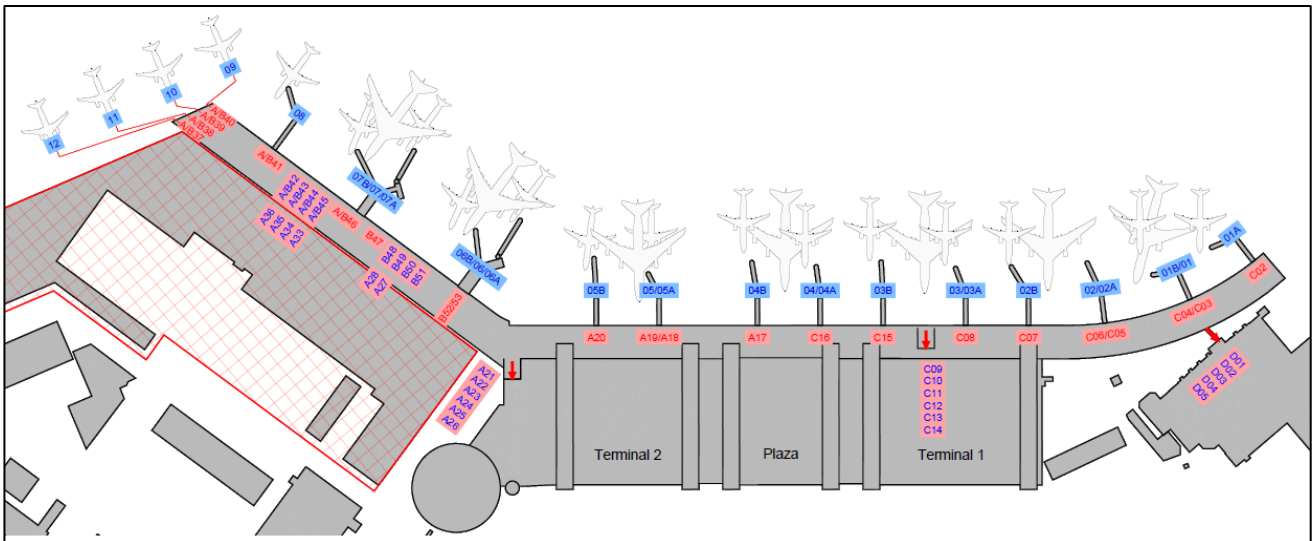 09
10
11
12
08
A/B40
A/B39
A/B38
A/B37
A/B41
07B/07/07A
A/B42
A/B43
A/B44
A/B45
A36
A35
A34
A33
A/B46
B47
B48
B49
B50
B51
A28
A27
06B/06/06A
B52/53
05B
05/05A
04B
04/04A
03B
03/03A
02B
02/02A
01B/01
01A
A20
A19/A18
A17
C16
C15
C08
C07
C06/C05
C04/C03
C02
A21
A22
A23
A24
A25
A26
C09
C10
C11
C12
C13
C14
D01
D02
D03
D04
D05
Terminal 2
Plaza
Terminal 1